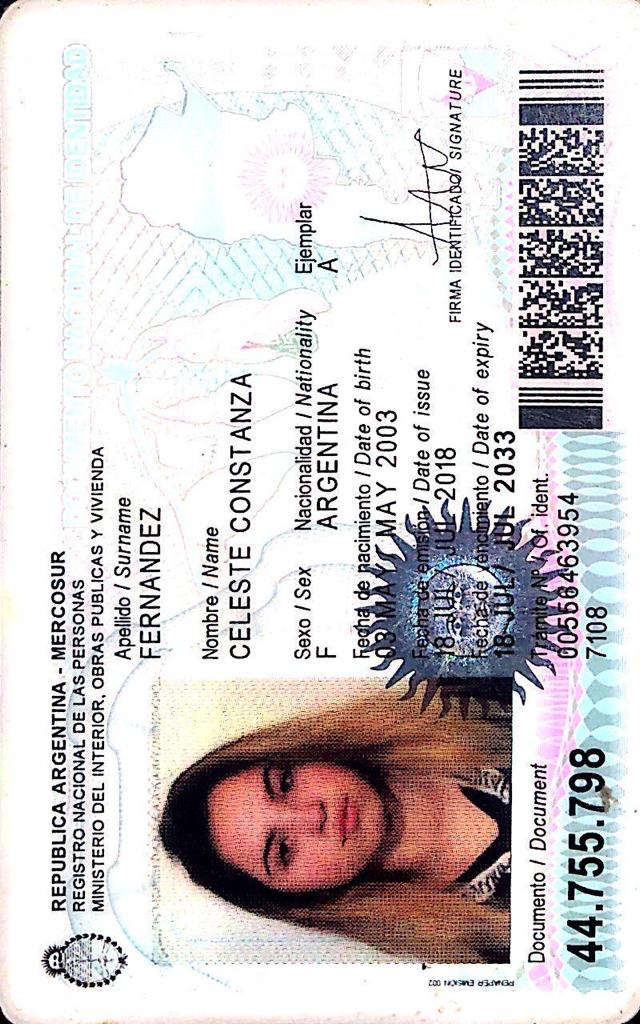 REPUBLICA ARGENTINA - MERCOSUR
REGISTRO NACIONAL DE LAS PERSONAS
MINISTERIO DEL INTERIOR, OBRAS PUBLICAS Y VIVIENDA
DOCUMENTO NACIONAL DE IDENTIDAD
Apellido / Surname
FERNANDEZ
Nombre / Name
CELESTE CONSTANZA
Sexo / Sex Nacionalidad / Nationality Ejemplar
F ARGENTINA A
Fecha de nacimiento / Date of birth
MAY 2003
Fecha de emisión / Date of issue
18 JUL / JUL 2018
Fecha de vencimiento / Date of expiry
18 JUL / JUL 2033
FIRMA IDENTIFICADO/ SIGNATURE
Trámite Nº / Of. ident.
00556463954
7108
Documento / Document
44.755.798
RENAPER EMISION 002